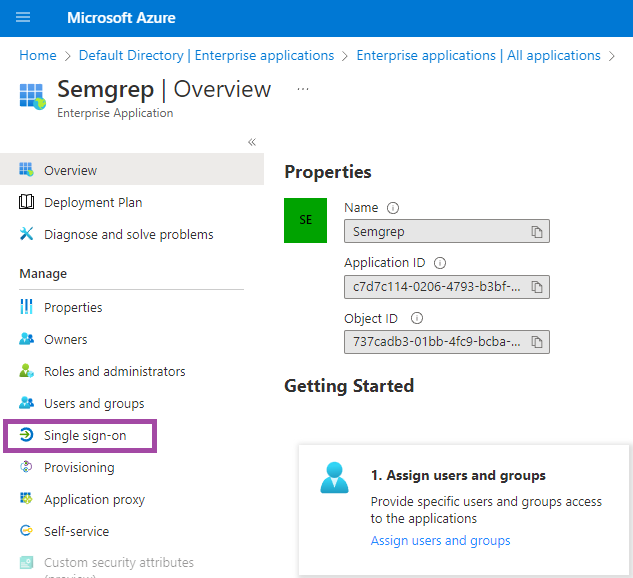 Microsoft Azure
Home > Default Directory | Enterprise applications > Enterprise applications | All applications >
Semgrep | Overview ...
Enterprise Application
«
Overview
Deployment Plan
Diagnose and solve problems
Manage
Properties
Owners
Roles and administrators
Users and groups
Single sign-on
Provisioning
Application proxy
Self-service
Custom security attributes
(preview)
Properties
SE
Name
Semgrep
Application ID
c7d7c114-0206-4793-b3bf-...
Object ID
737cadb3-01bb-4fc9-bcba-...
Getting Started
1. Assign users and groups
Provide specific users and groups access
to the applications
Assign users and groups